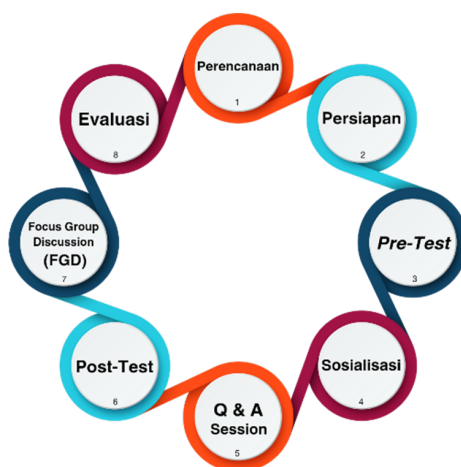 Perencanaan
1
Persiapan
2
Pre-Test
3
Sosialisasi
4
Q & A
Session
5
Post-Test
6
Focus Group
Discussion
(FGD)
7
Evaluasi
8